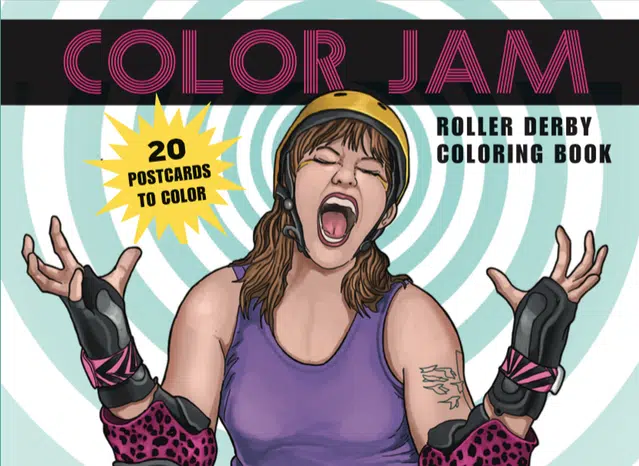 COLOR JAM
ROLLER DERBY
COLORING BOOK
20
POSTCARDS
TO COLOR